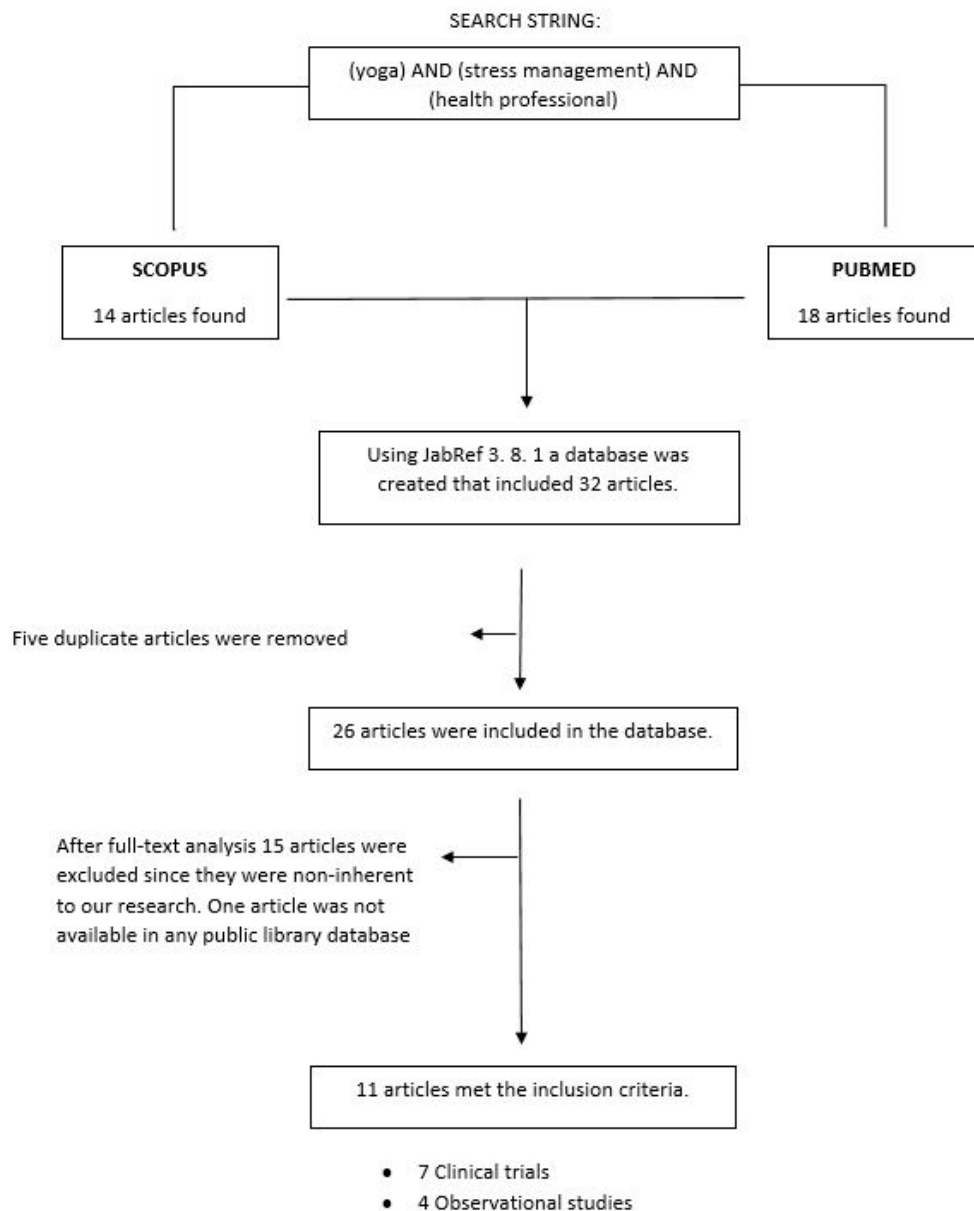 SEARCH STRING:
(yoga) AND (stress management) AND
(health professional)
SCOPUS
14 articles found
PUBMED
18 articles found
Using JabRef 3. 8. 1 a database was
created that included 32 articles.
Five duplicate articles were removed
26 articles were included in the database.
After full-text analysis 15 articles were
excluded since they were non-inherent
to our research. One article was not
available in any public library database
11 articles met the inclusion criteria.
• 7 Clinical trials
• 4 Observational studies